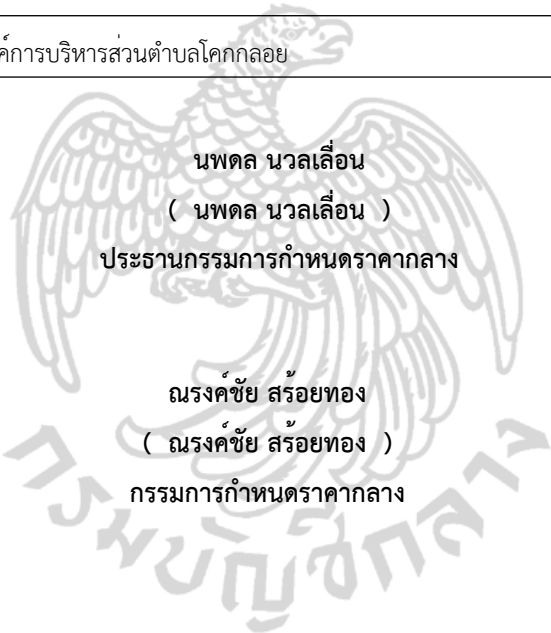 ค์การบริหารส่วนตำบลโคกกลอย
นพดล นวลเลื่อน
( นพดล นวลเลื่อน )
ประธานกรรมการกำหนดราคากลาง
ณรงค์ชัย สร้อยทอง
( ณรงค์ชัย สร้อยทอง )
กรรมการกำหนดราคากลาง
กรมบัญชีกลาง